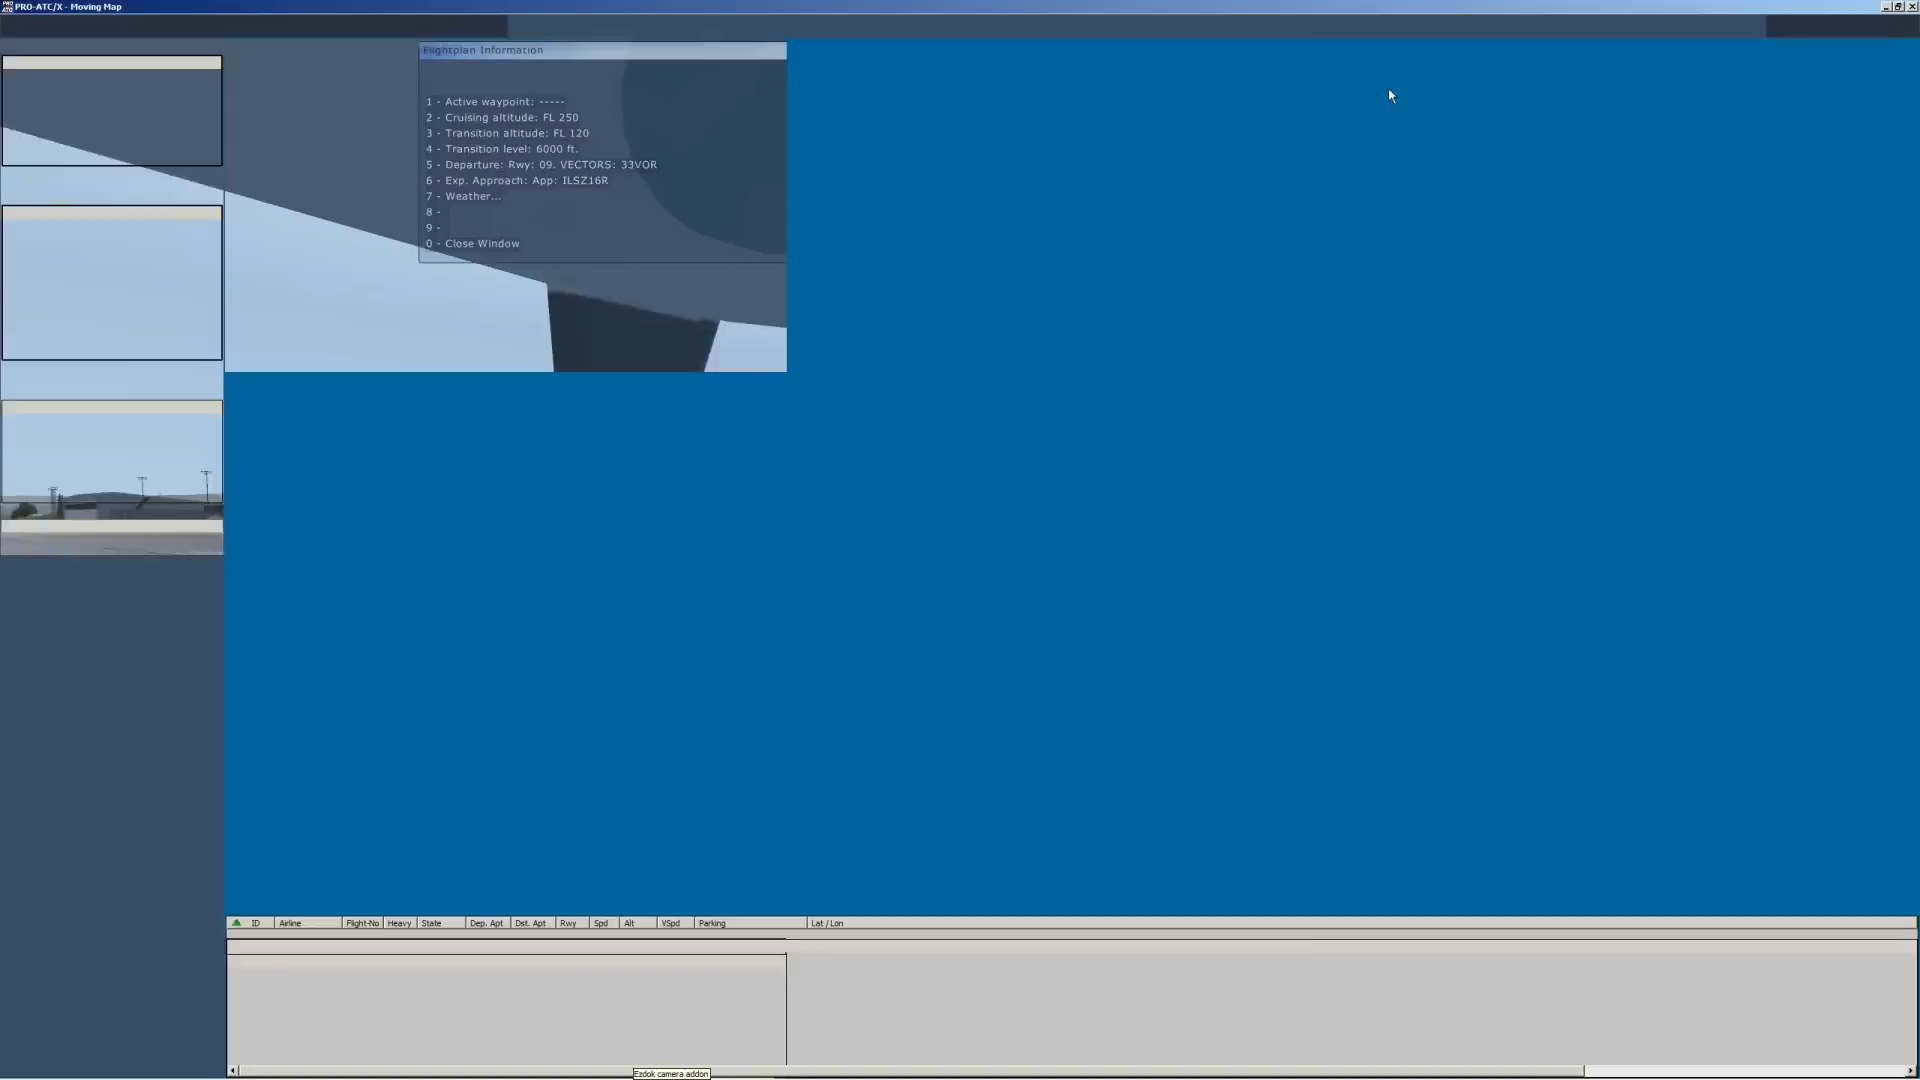 PRO-ATC/X - Moving Map
Flightplan Information
1 - Active waypoint: -----
2 - Cruising altitude: FL 250
3 - Transition altitude: FL 120
4 - Transition level: 6000 ft.
5 - Departure: Rwy: 09. VECTORS: 33VOR
6 - Exp. Approach: App: ILSZ16R
7 - Weather...
8 -
9 -
0 - Close Window
ID Airline Flight-No Heavy State Dep. Apt Dst. Apt Rwy Spd Alt VSpd Parking Lat / Lon
Ezdok camera addon